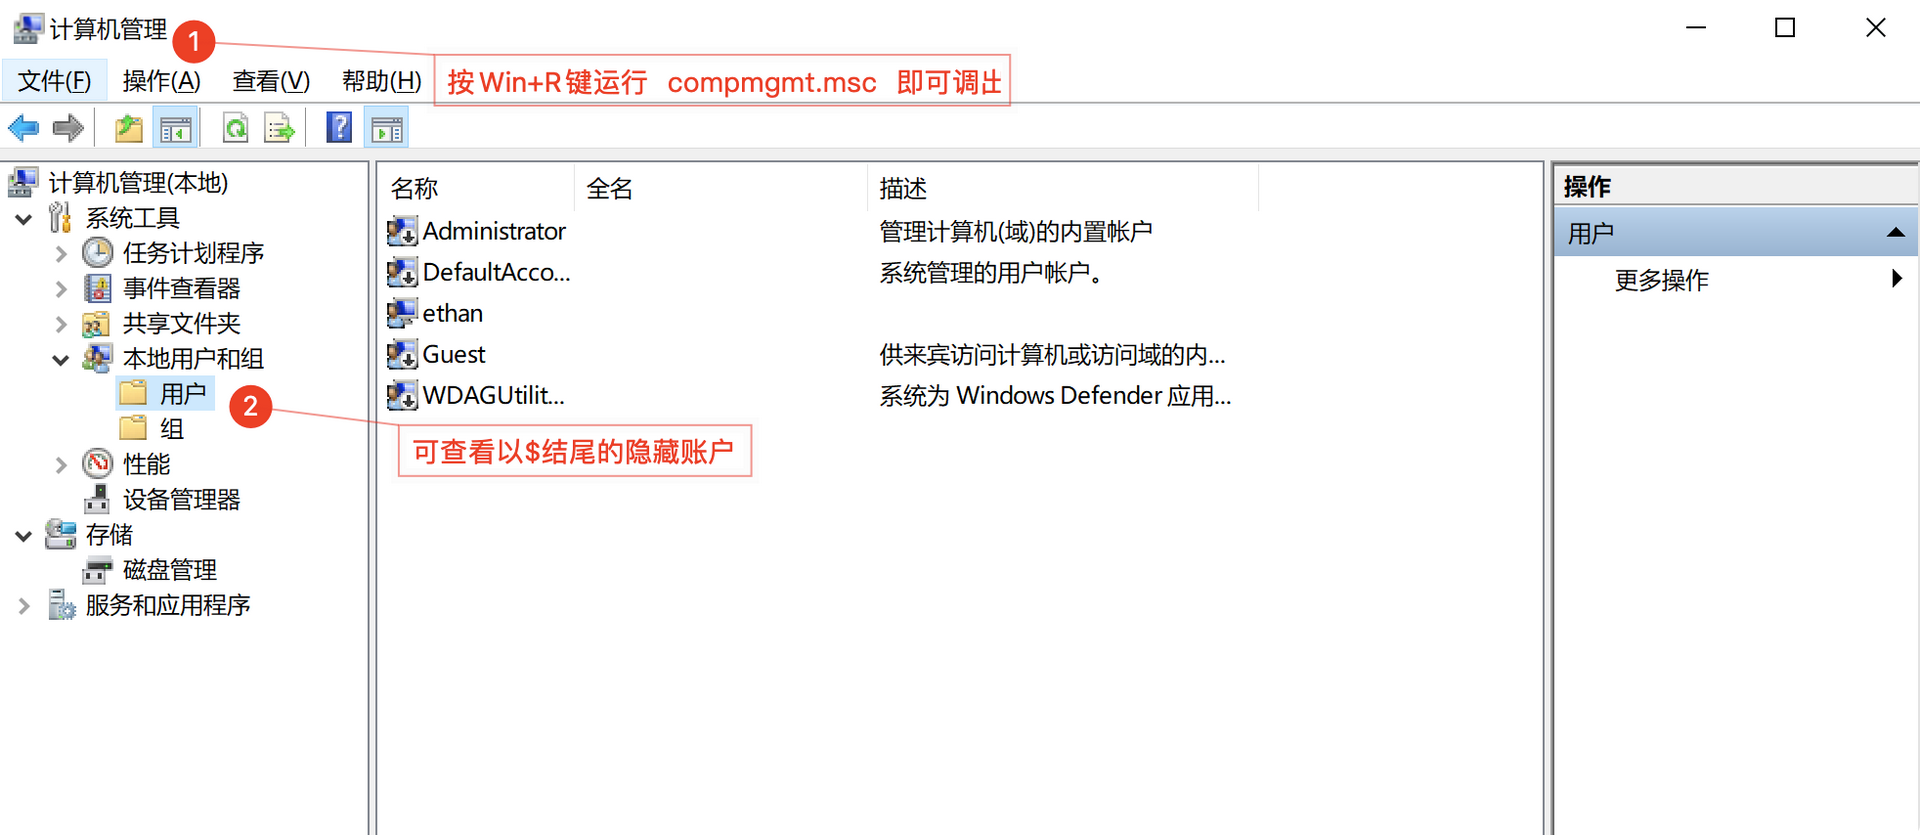 计算机管理
1
文件(F) 操作(A) 查看(V) 帮助(H)
按Win+R键运行 compmgmt.msc 即可调出
计算机管理(本地)
系统工具
任务计划程序
事件查看器
共享文件夹
本地用户和组
用户
2
组
性能
设备管理器
存储
磁盘管理
服务和应用程序
名称 全名 描述
Administrator 管理计算机(域)的内置帐户
DefaultAcco... 系统管理的用户帐户。
ethan
Guest 供来宾访问计算机或访问域的内...
WDAGUtilit... 系统为 Windows Defender 应用...
可查看以$结尾的隐藏账户
操作
用户
更多操作